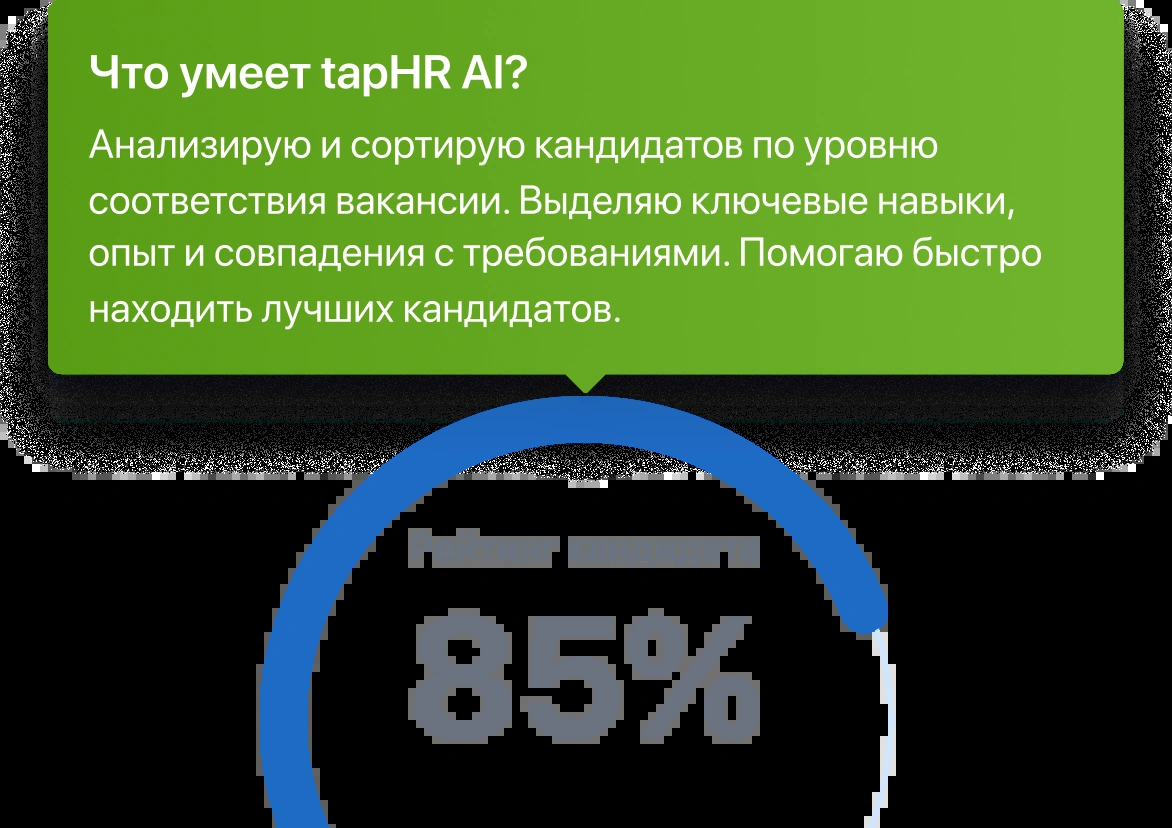 Что умеет tapHR AI?
Анализирую и сортирую кандидатов по уровню
соответствия вакансии. Выделяю ключевые навыки,
опыт и совпадения с требованиями. Помогаю быстро
находить лучших кандидатов.
Рейтинг
85%